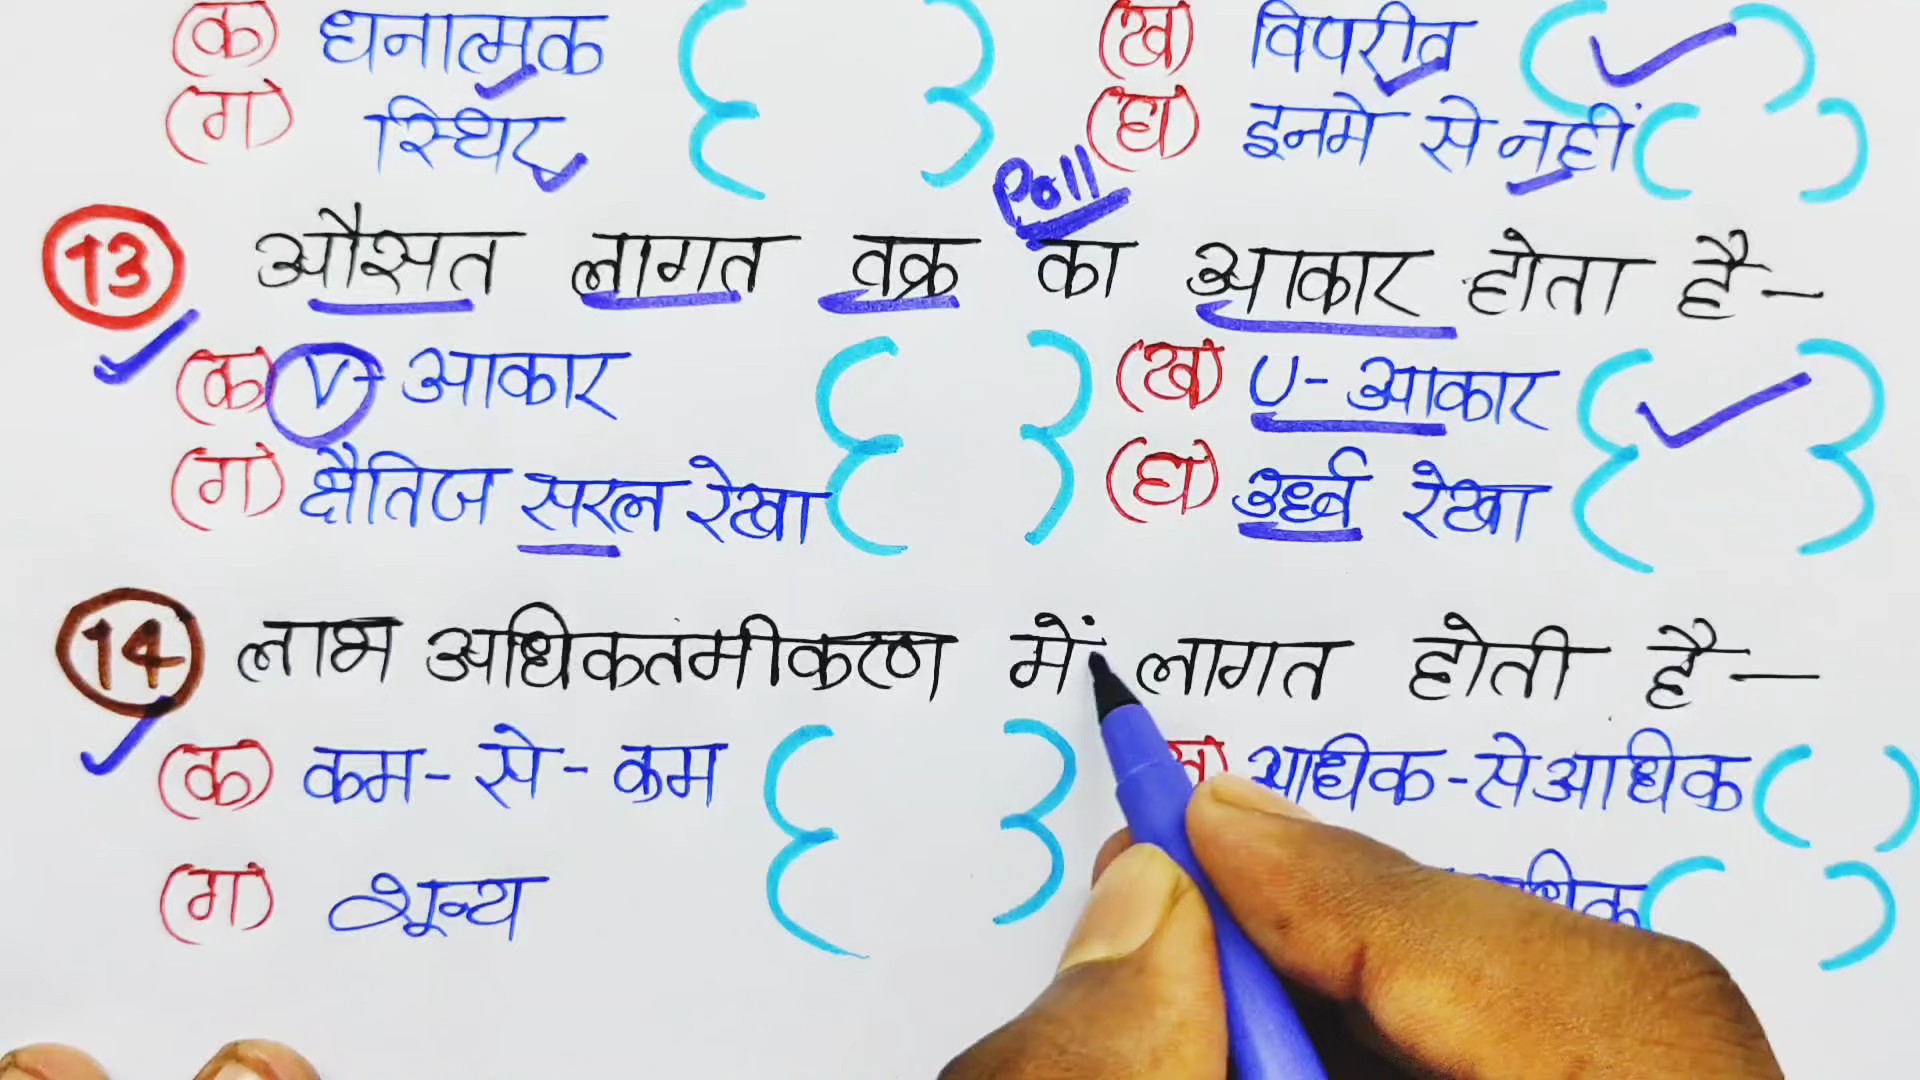 (क) धनात्मक (ख) विपरीत
(ग) स्थिर (घ) इनमे से नहीं
Poll
13 औसत लागत वक्र का आकार होता है-
(क) V- आकार (ख) U- आकार
(ग) क्षैतिज सरल रेखा (घ) उर्ध्व रेखा
14 लाभ अधिकतमीकरण में लागत होती है-
(क) कम-से-कम अधिक-से अधिक
(ग) शून्य